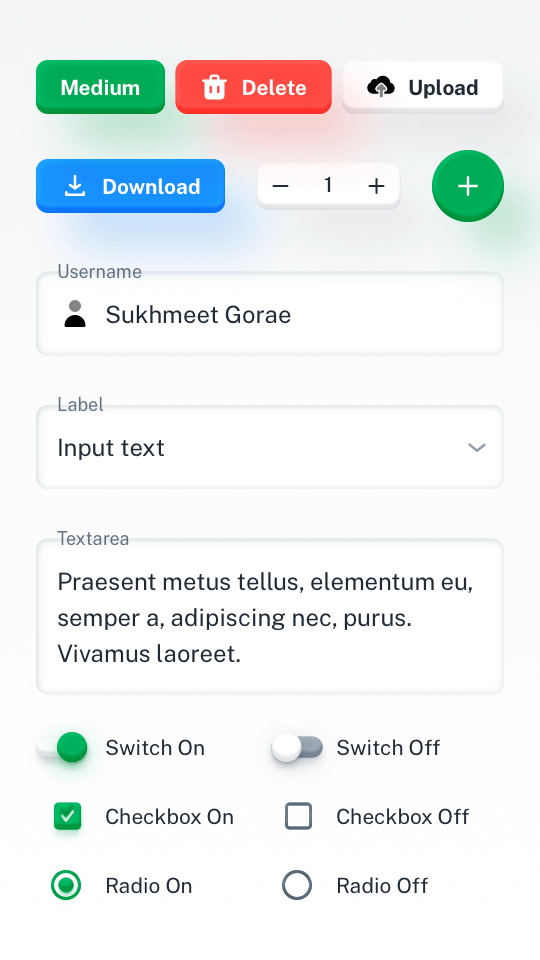 Medium
Delete
Upload
Download
1
Username
Sukhmeet Gorae
Label
Input text
Textarea
Praesent metus tellus, elementum eu,
semper a, adipiscing nec, purus.
Vivamus laoreet.
Switch On
Switch Off
Checkbox On
Checkbox Off
Radio On
Radio Off